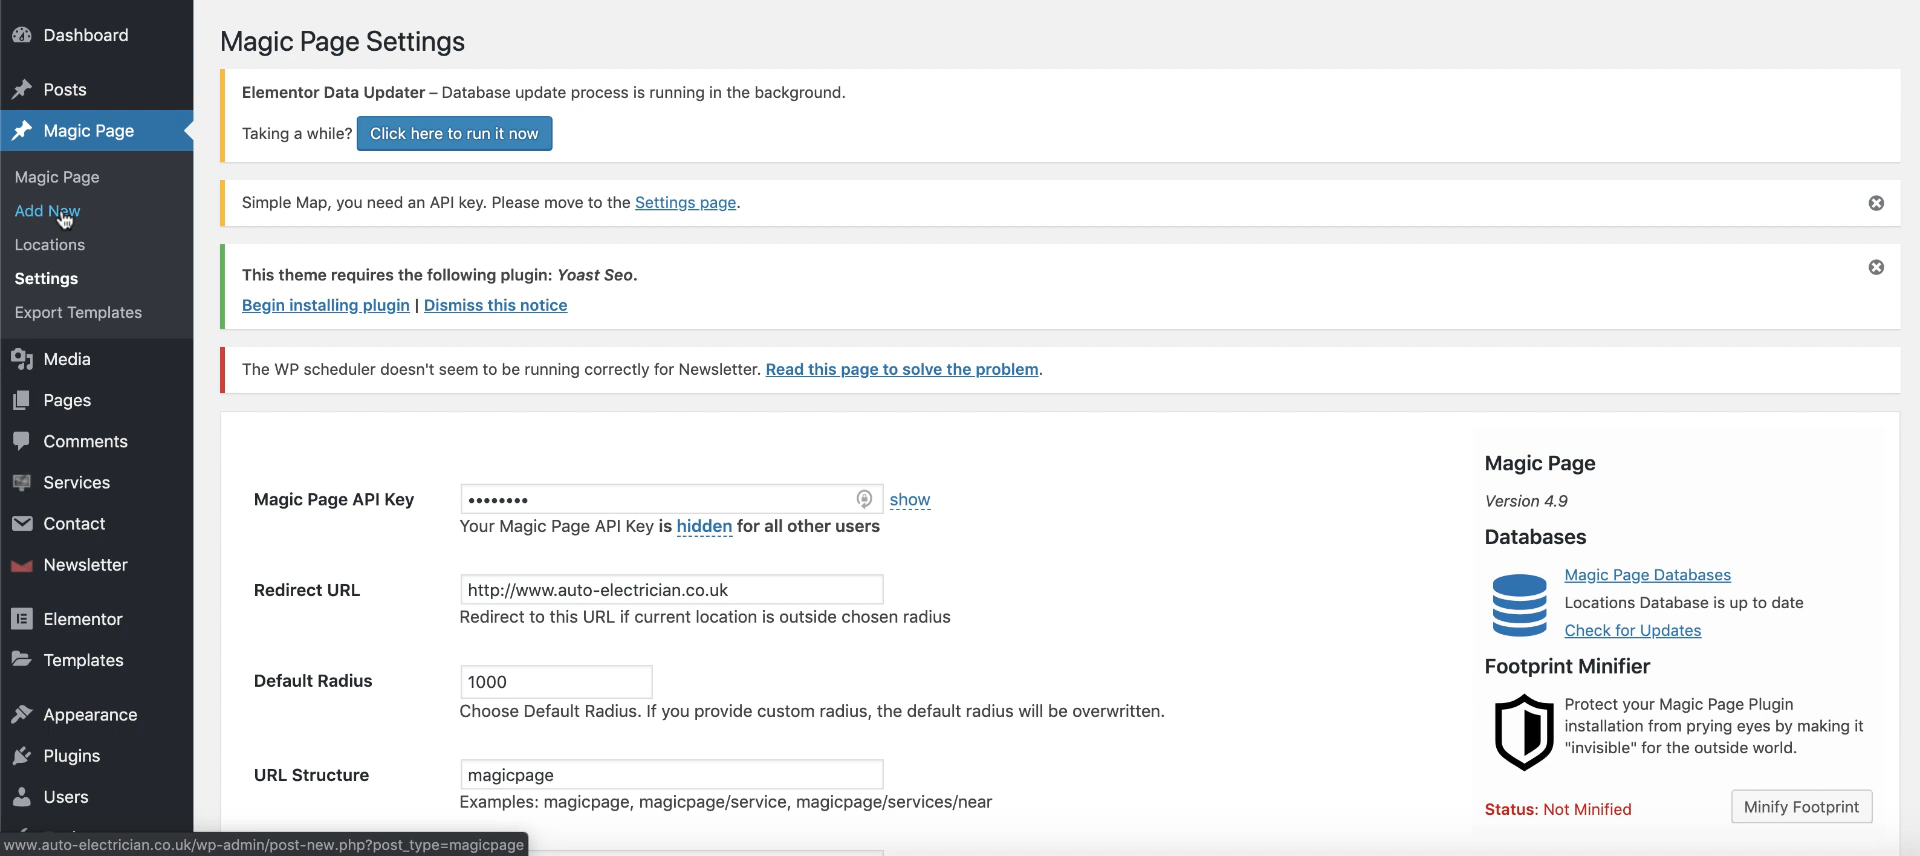 Dashboard
Posts
Magic Page
Magic Page
Add New
Locations
Settings
Export Templates
Media
Pages
Comments
Services
Contact
Newsletter
Elementor
Templates
Appearance
Plugins
Users
www.auto-electrician.co.uk/wp-admin/post-new.php?post_type=magicpage
Magic Page Settings
Elementor Data Updater – Database update process is running in the background.
Taking a while? Click here to run it now
Simple Map, you need an API key. Please move to the Settings page.
This theme requires the following plugin: Yoast Seo.
Begin installing plugin | Dismiss this notice
The WP scheduler doesn't seem to be running correctly for Newsletter. Read this page to solve the problem.
Magic Page API Key
•••••••• show
Your Magic Page API Key is hidden for all other users
Redirect URL
http://www.auto-electrician.co.uk
Redirect to this URL if current location is outside chosen radius
Default Radius
1000
Choose Default Radius. If you provide custom radius, the default radius will be overwritten.
URL Structure
magicpage
Examples: magicpage, magicpage/service, magicpage/services/near
Magic Page
Version 4.9
Databases
Magic Page Databases
Locations Database is up to date
Check for Updates
Footprint Minifier
Protect your Magic Page Plugin
installation from prying eyes by making it
"invisible" for the outside world.
Status: Not Minified
Minify Footprint